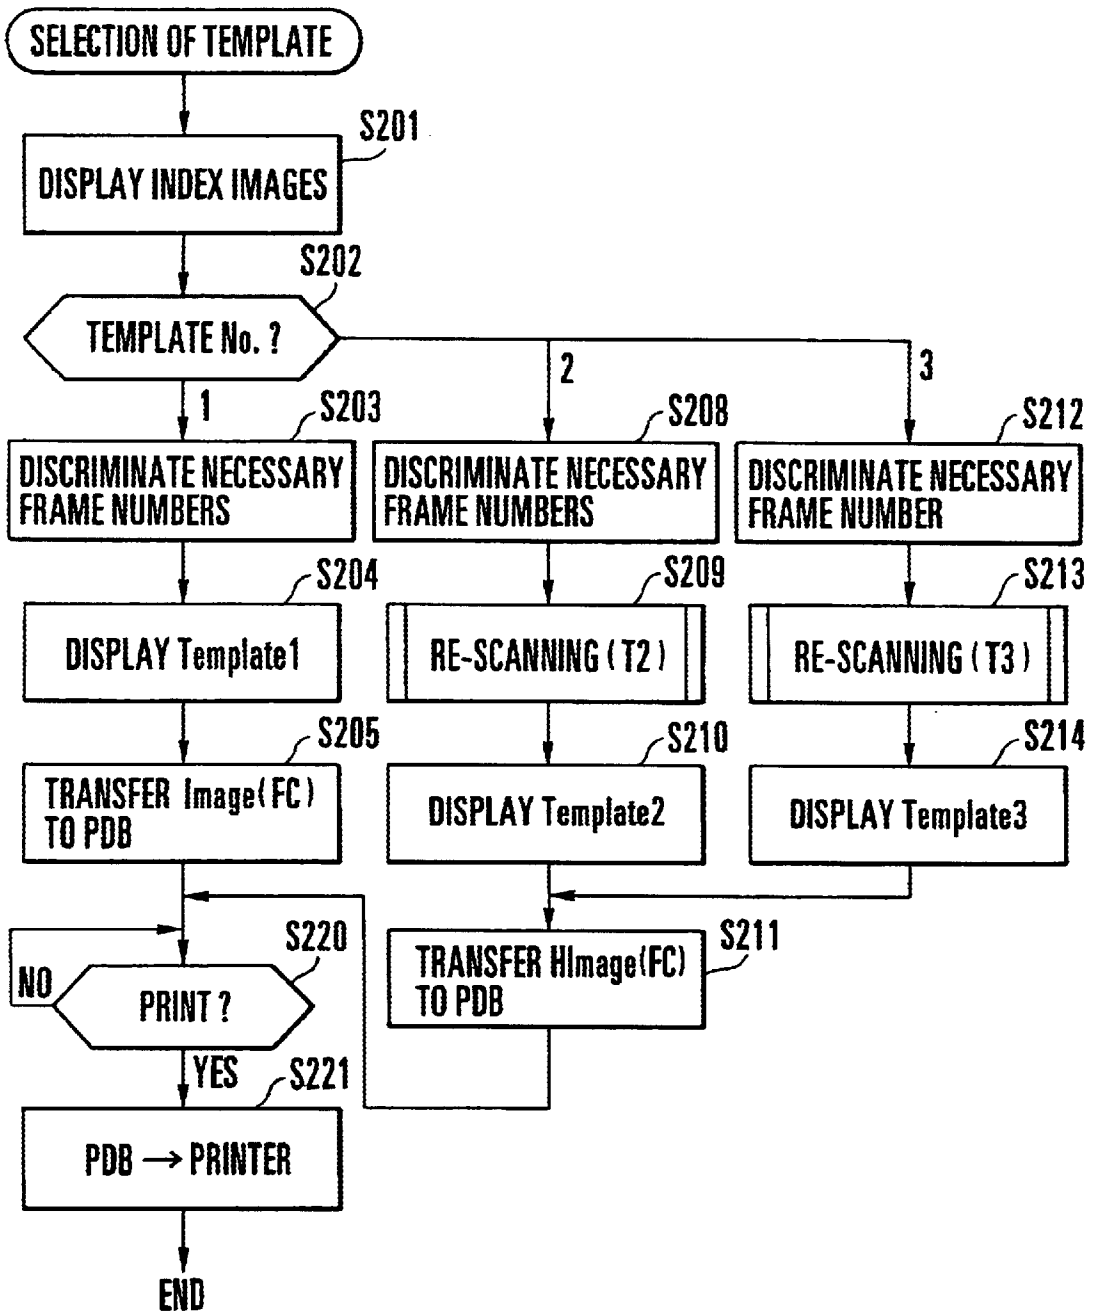 SELECTION OF TEMPLATE
S201
DISPLAY INDEX IMAGES
S202
TEMPLATE No. ?
1
2
3
S203
DISCRIMINATE NECESSARY
FRAME NUMBERS
S208
DISCRIMINATE NECESSARY
FRAME NUMBERS
S212
DISCRIMINATE NECESSARY
FRAME NUMBER
S204
DISPLAY Template1
S209
RE-SCANNING (T2)
S213
RE-SCANNING (T3)
S205
TRANSFER Image(FC)
TO PDB
S210
DISPLAY Template2
S214
DISPLAY Template3
S211
TRANSFER HImage(FC)
TO PDB
S220
PRINT ?
NO
YES
S221
PDB → PRINTER
END